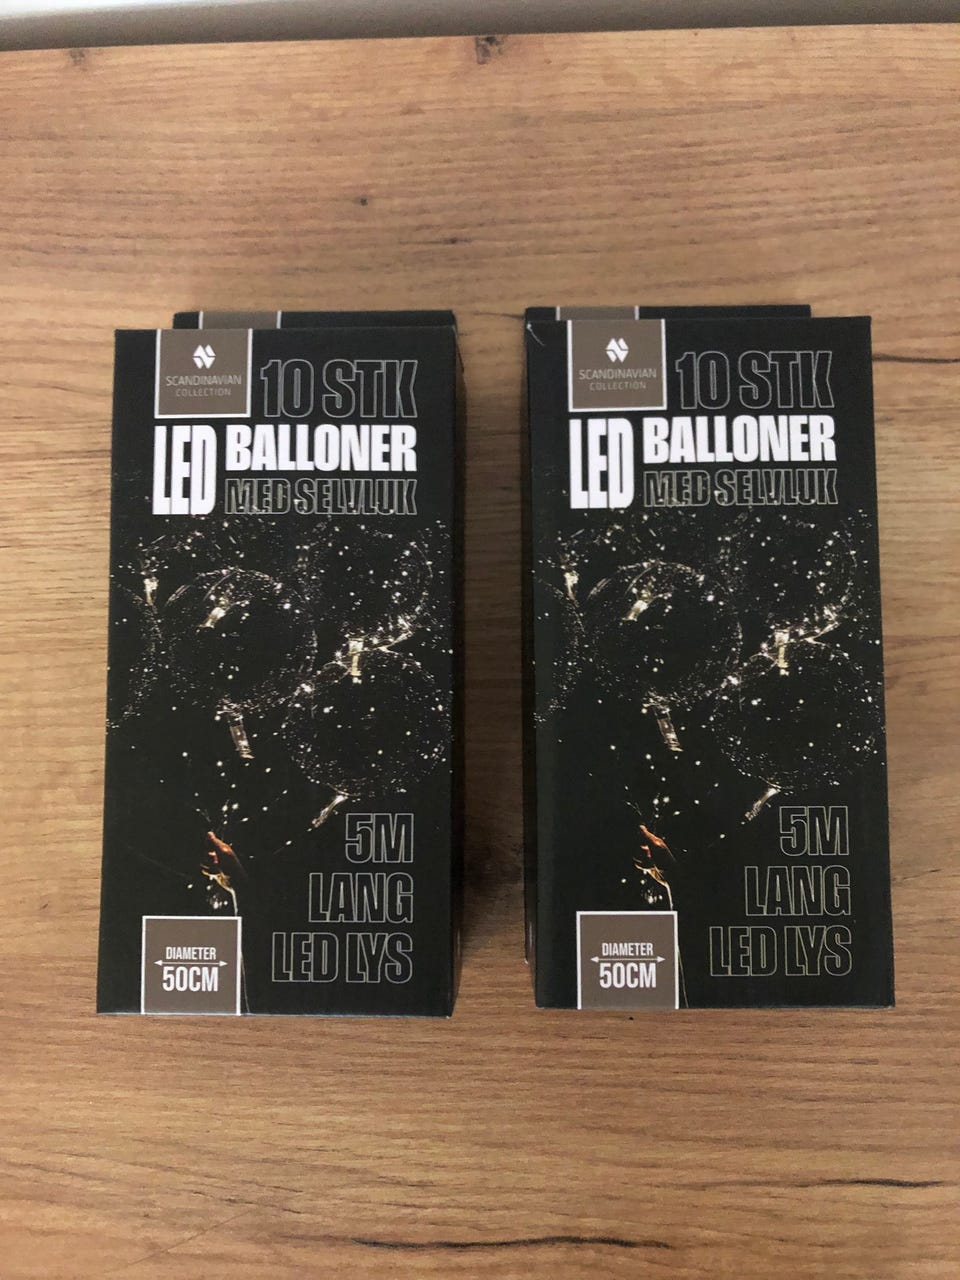 SCANDINAVIAN
COLLECTION
10 STK
LED BALLONER
MED SELVLUK
5M
LANG
LED LYS
DIAMETER
50CM
SCANDINAVIAN
COLLECTION
10 STK
LED BALLONER
MED SELVLUK
5M
LANG
LED LYS
DIAMETER
50CM